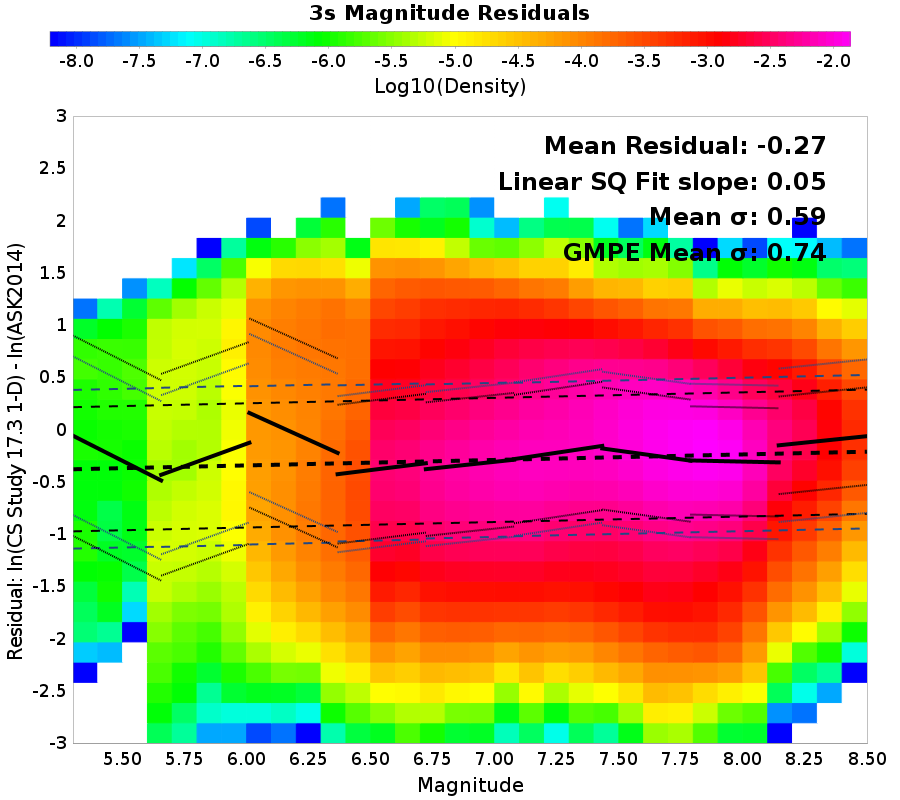 3s Magnitude Residuals
-8.0 -7.5 -7.0 -6.5 -6.0 -5.5 -5.0 -4.5 -4.0 -3.5 -3.0 -2.5 -2.0
Log10(Density)
Mean Residual: -0.27
Linear SQ Fit slope: 0.05
Mean σ: 0.59
GMPE Mean σ: 0.74
3
2.5
2
1.5
1
0.5
0
-0.5
-1
-1.5
-2
-2.5
-3
Residual: ln(CS Study 17.3 1-D) - ln(ASK2014)
5.50 5.75 6.00 6.25 6.50 6.75 7.00 7.25 7.50 7.75 8.00 8.25 8.50
Magnitude